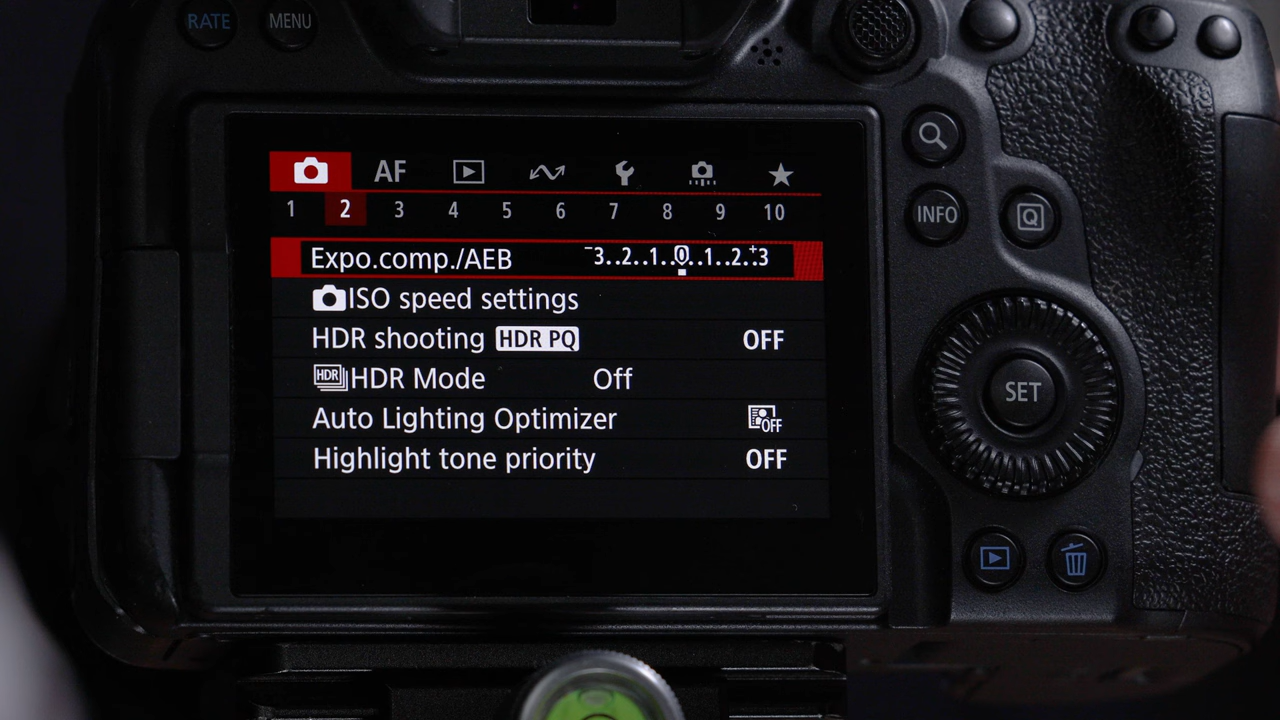 RATE MENU
AF
1 2 3 4 5 6 7 8 9 10
Expo.comp./AEB -3..2..1..0..1..2..+3
ISO speed settings
HDR shooting HDR PQ OFF
HDR HDR Mode Off
Auto Lighting Optimizer OFF
Highlight tone priority OFF
INFO Q
SET